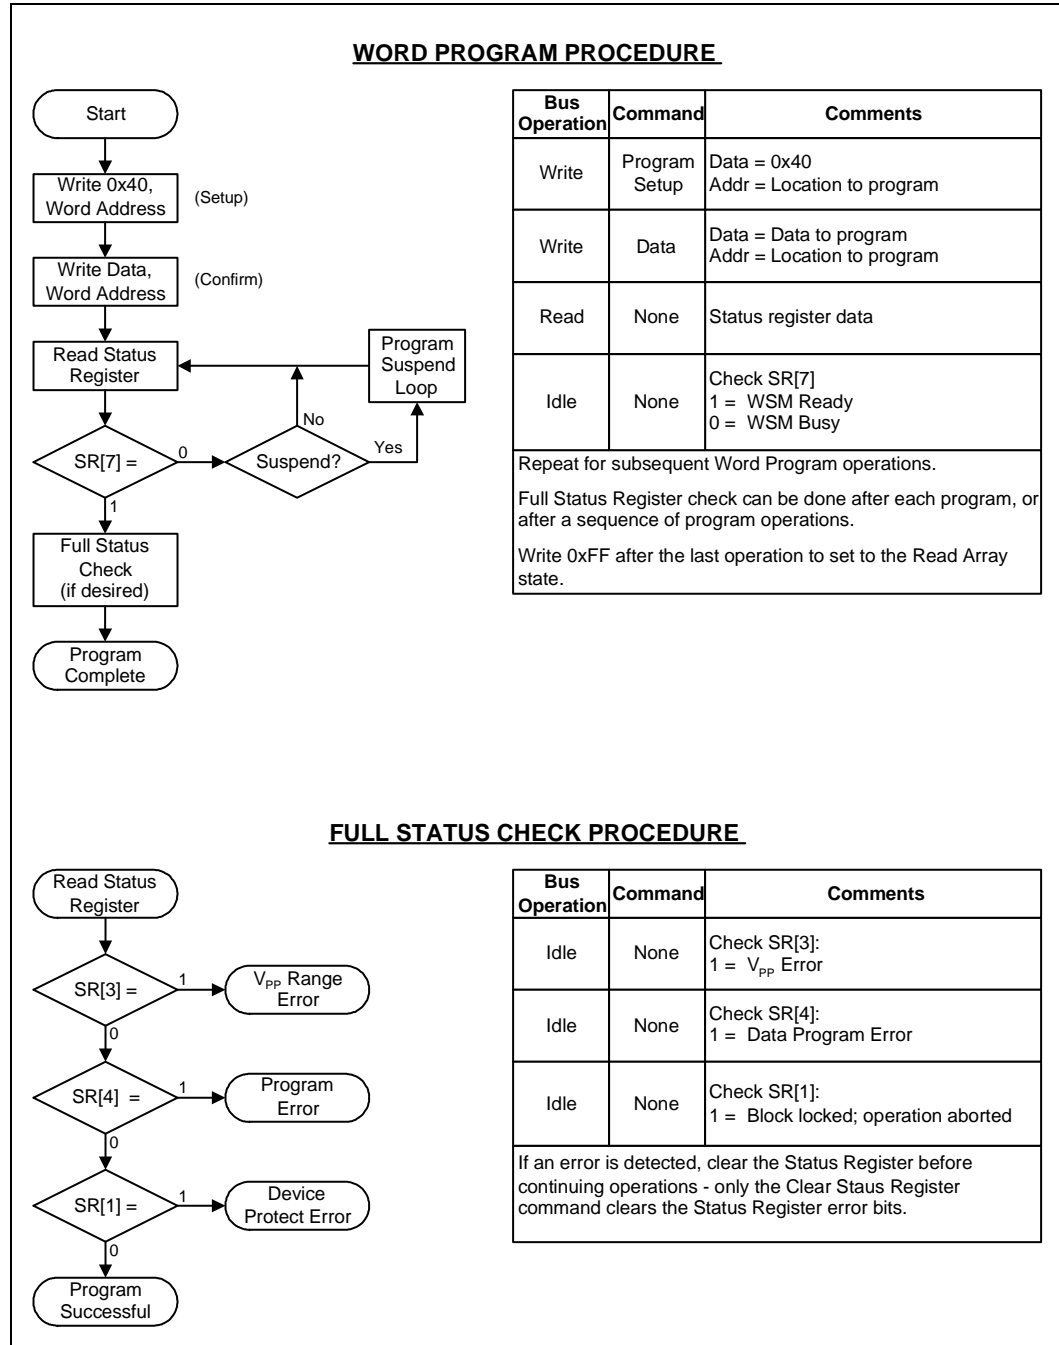 WORD PROGRAM PROCEDURE
Start
Write 0x40,
Word Address
(Setup)
Write Data,
Word Address
(Confirm)
Read Status
Register
Program
Suspend
Loop
No
Yes
SR[7] =
0
Suspend?
1
Full Status
Check
(if desired)
Program
Complete
Bus
Operation
Command
Comments
Write
Program
Setup
Data = 0x40
Addr = Location to program
Write
Data
Data = Data to program
Addr = Location to program
Read
None
Status register data
Idle
None
Check SR[7]
1 = WSM Ready
0 = WSM Busy
Repeat for subsequent Word Program operations.
Full Status Register check can be done after each program, or
after a sequence of program operations.
Write 0xFF after the last operation to set to the Read Array
state.
FULL STATUS CHECK PROCEDURE
Read Status
Register
SR[3] =
1
VPP Range
Error
0
SR[4] =
1
Program
Error
0
SR[1] =
1
Device
Protect Error
0
Program
Successful
Bus
Operation
Command
Comments
Idle
None
Check SR[3]:
1 = VPP Error
Idle
None
Check SR[4]:
1 = Data Program Error
Idle
None
Check SR[1]:
1 = Block locked; operation aborted
If an error is detected, clear the Status Register before
continuing operations - only the Clear Staus Register
command clears the Status Register error bits.